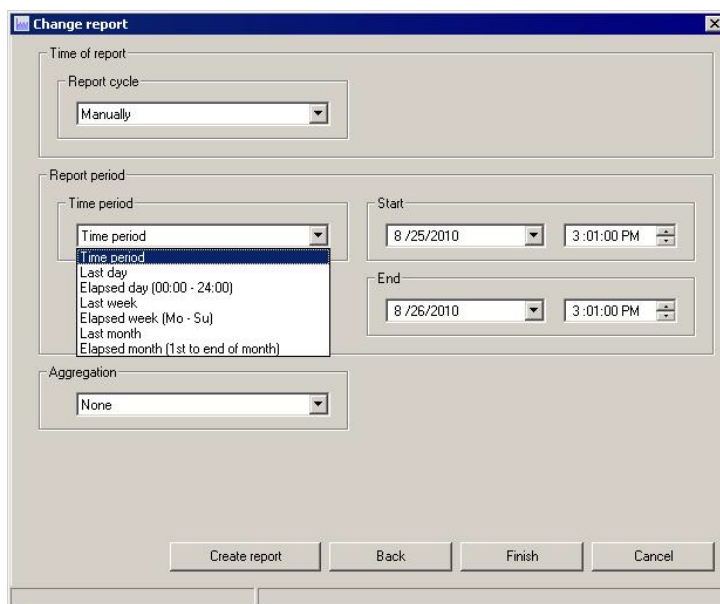 Change report
Time of report
Report cycle
Manually
Report period
Time period
Time period
Time period
Last day
Elapsed day (00:00 - 24:00)
Last week
Elapsed week (Mo - Su)
Last month
Elapsed month (1st to end of month)
Start
8 /25/2010 3 :01:00 PM
End
8 /26/2010 3 :01:00 PM
Aggregation
None
Create report Back Finish Cancel